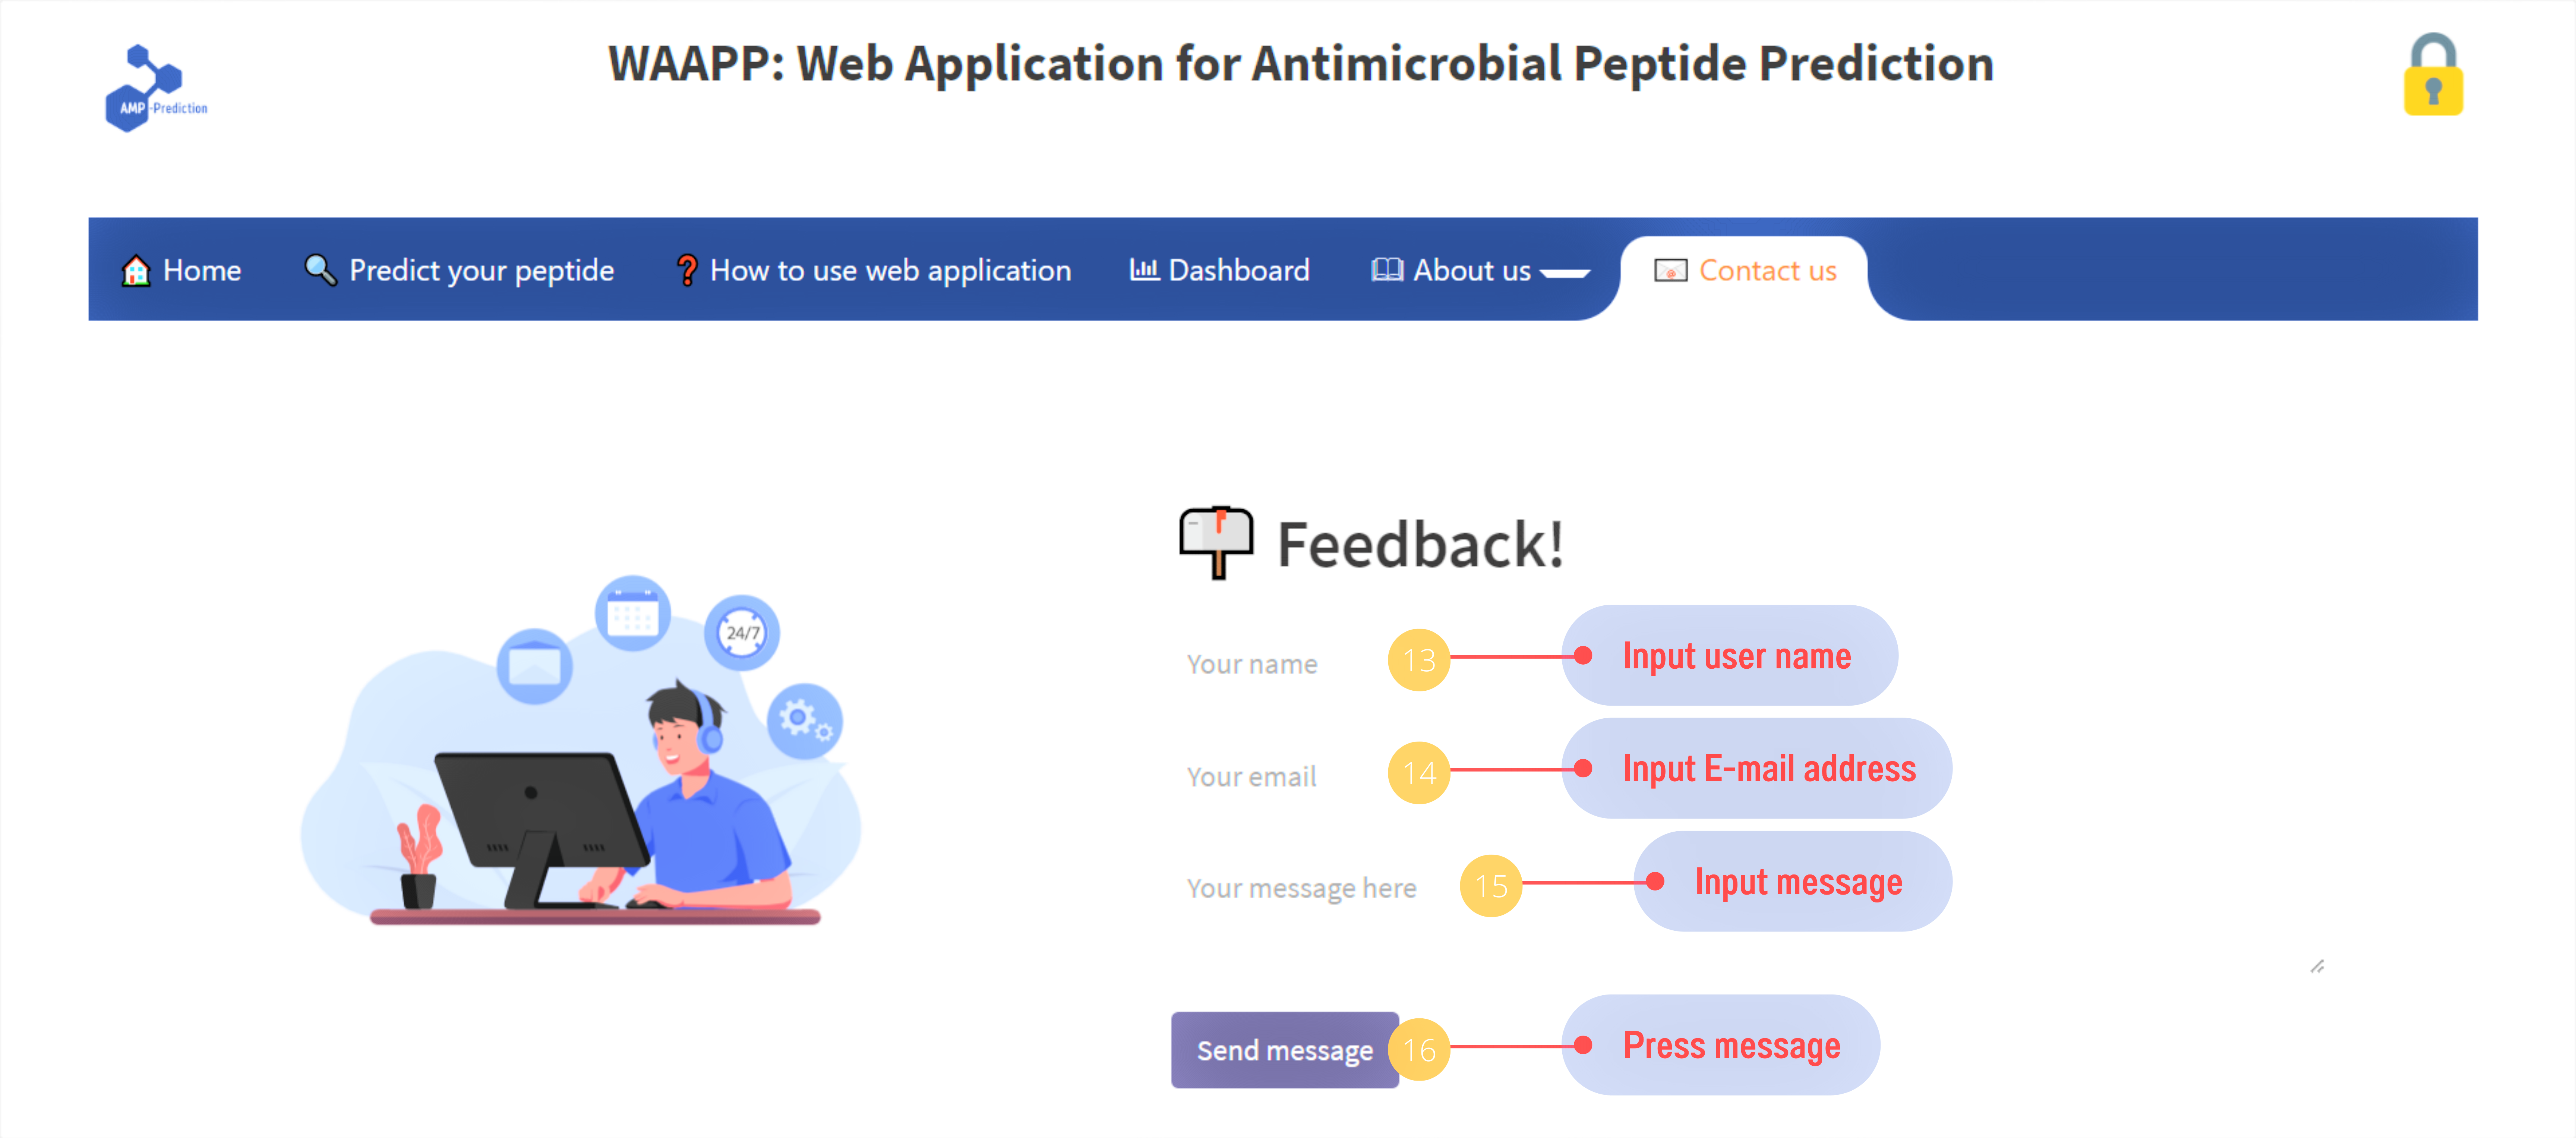 WAAPP: Web Application for Antimicrobial Peptide Prediction
AMP-Prediction
Home
Predict your peptide
How to use web application
Dashboard
About us
Contact us
Feedback!
24/7
Your name
13
Input user name
Your email
14
Input E-mail address
Your message here
15
Input message
Send message
16
Press message